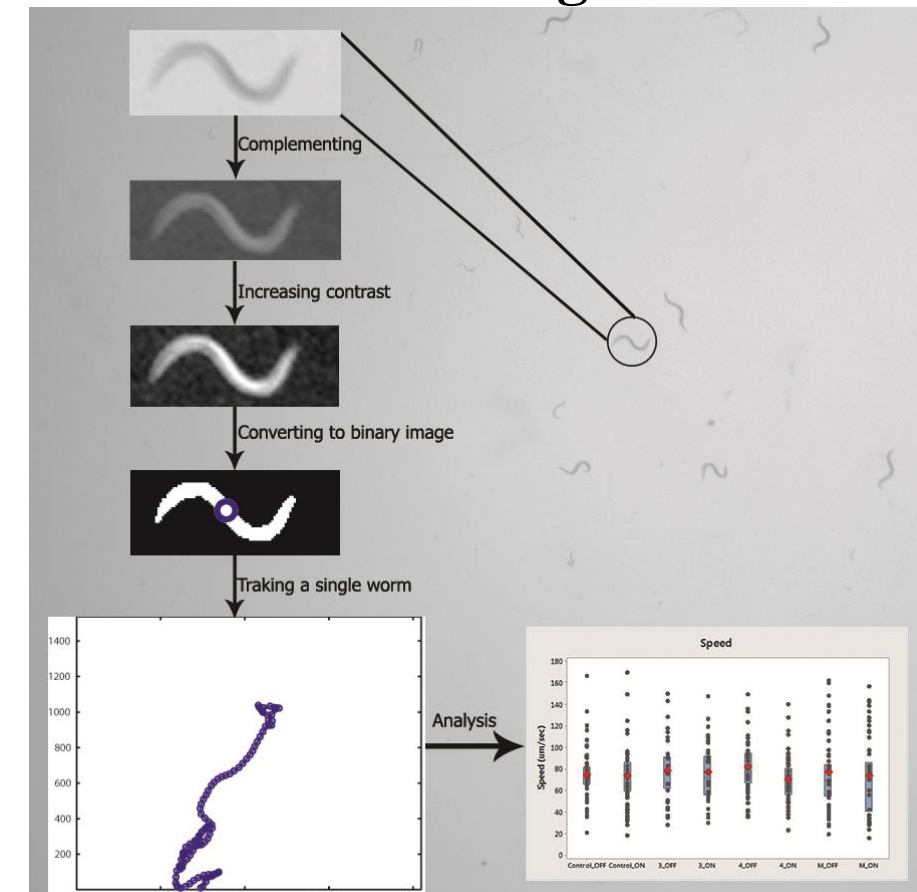 Complementing
Increasing contrast
Converting to binary image
Traking a single worm
1400
1200
1000
800
600
400
200
Analysis
Speed
Speed (um/sec)
180
160
140
120
100
80
60
40
20
0
Control_OFF Control_ON 3_OFF 3_ON 4_OFF 4_ON M_OFF M_ON